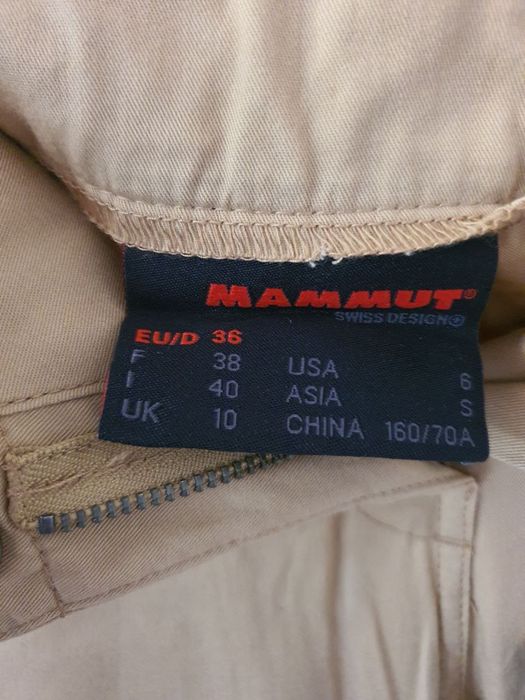 MAMMUT®
SWISS DESIGN
EU/D 36
F 38 USA 6
I 40 ASIA S
UK 10 CHINA 160/70A